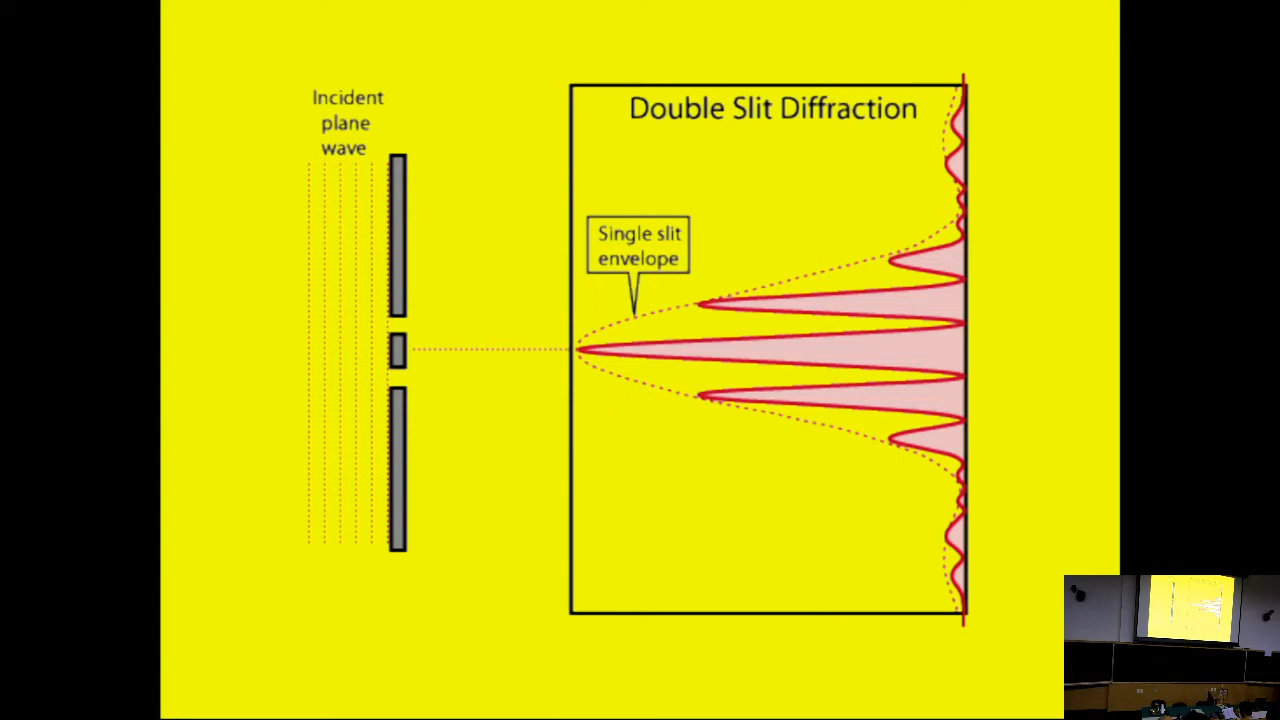 Incident
plane
wave
Double Slit Diffraction
Single slit
envelope